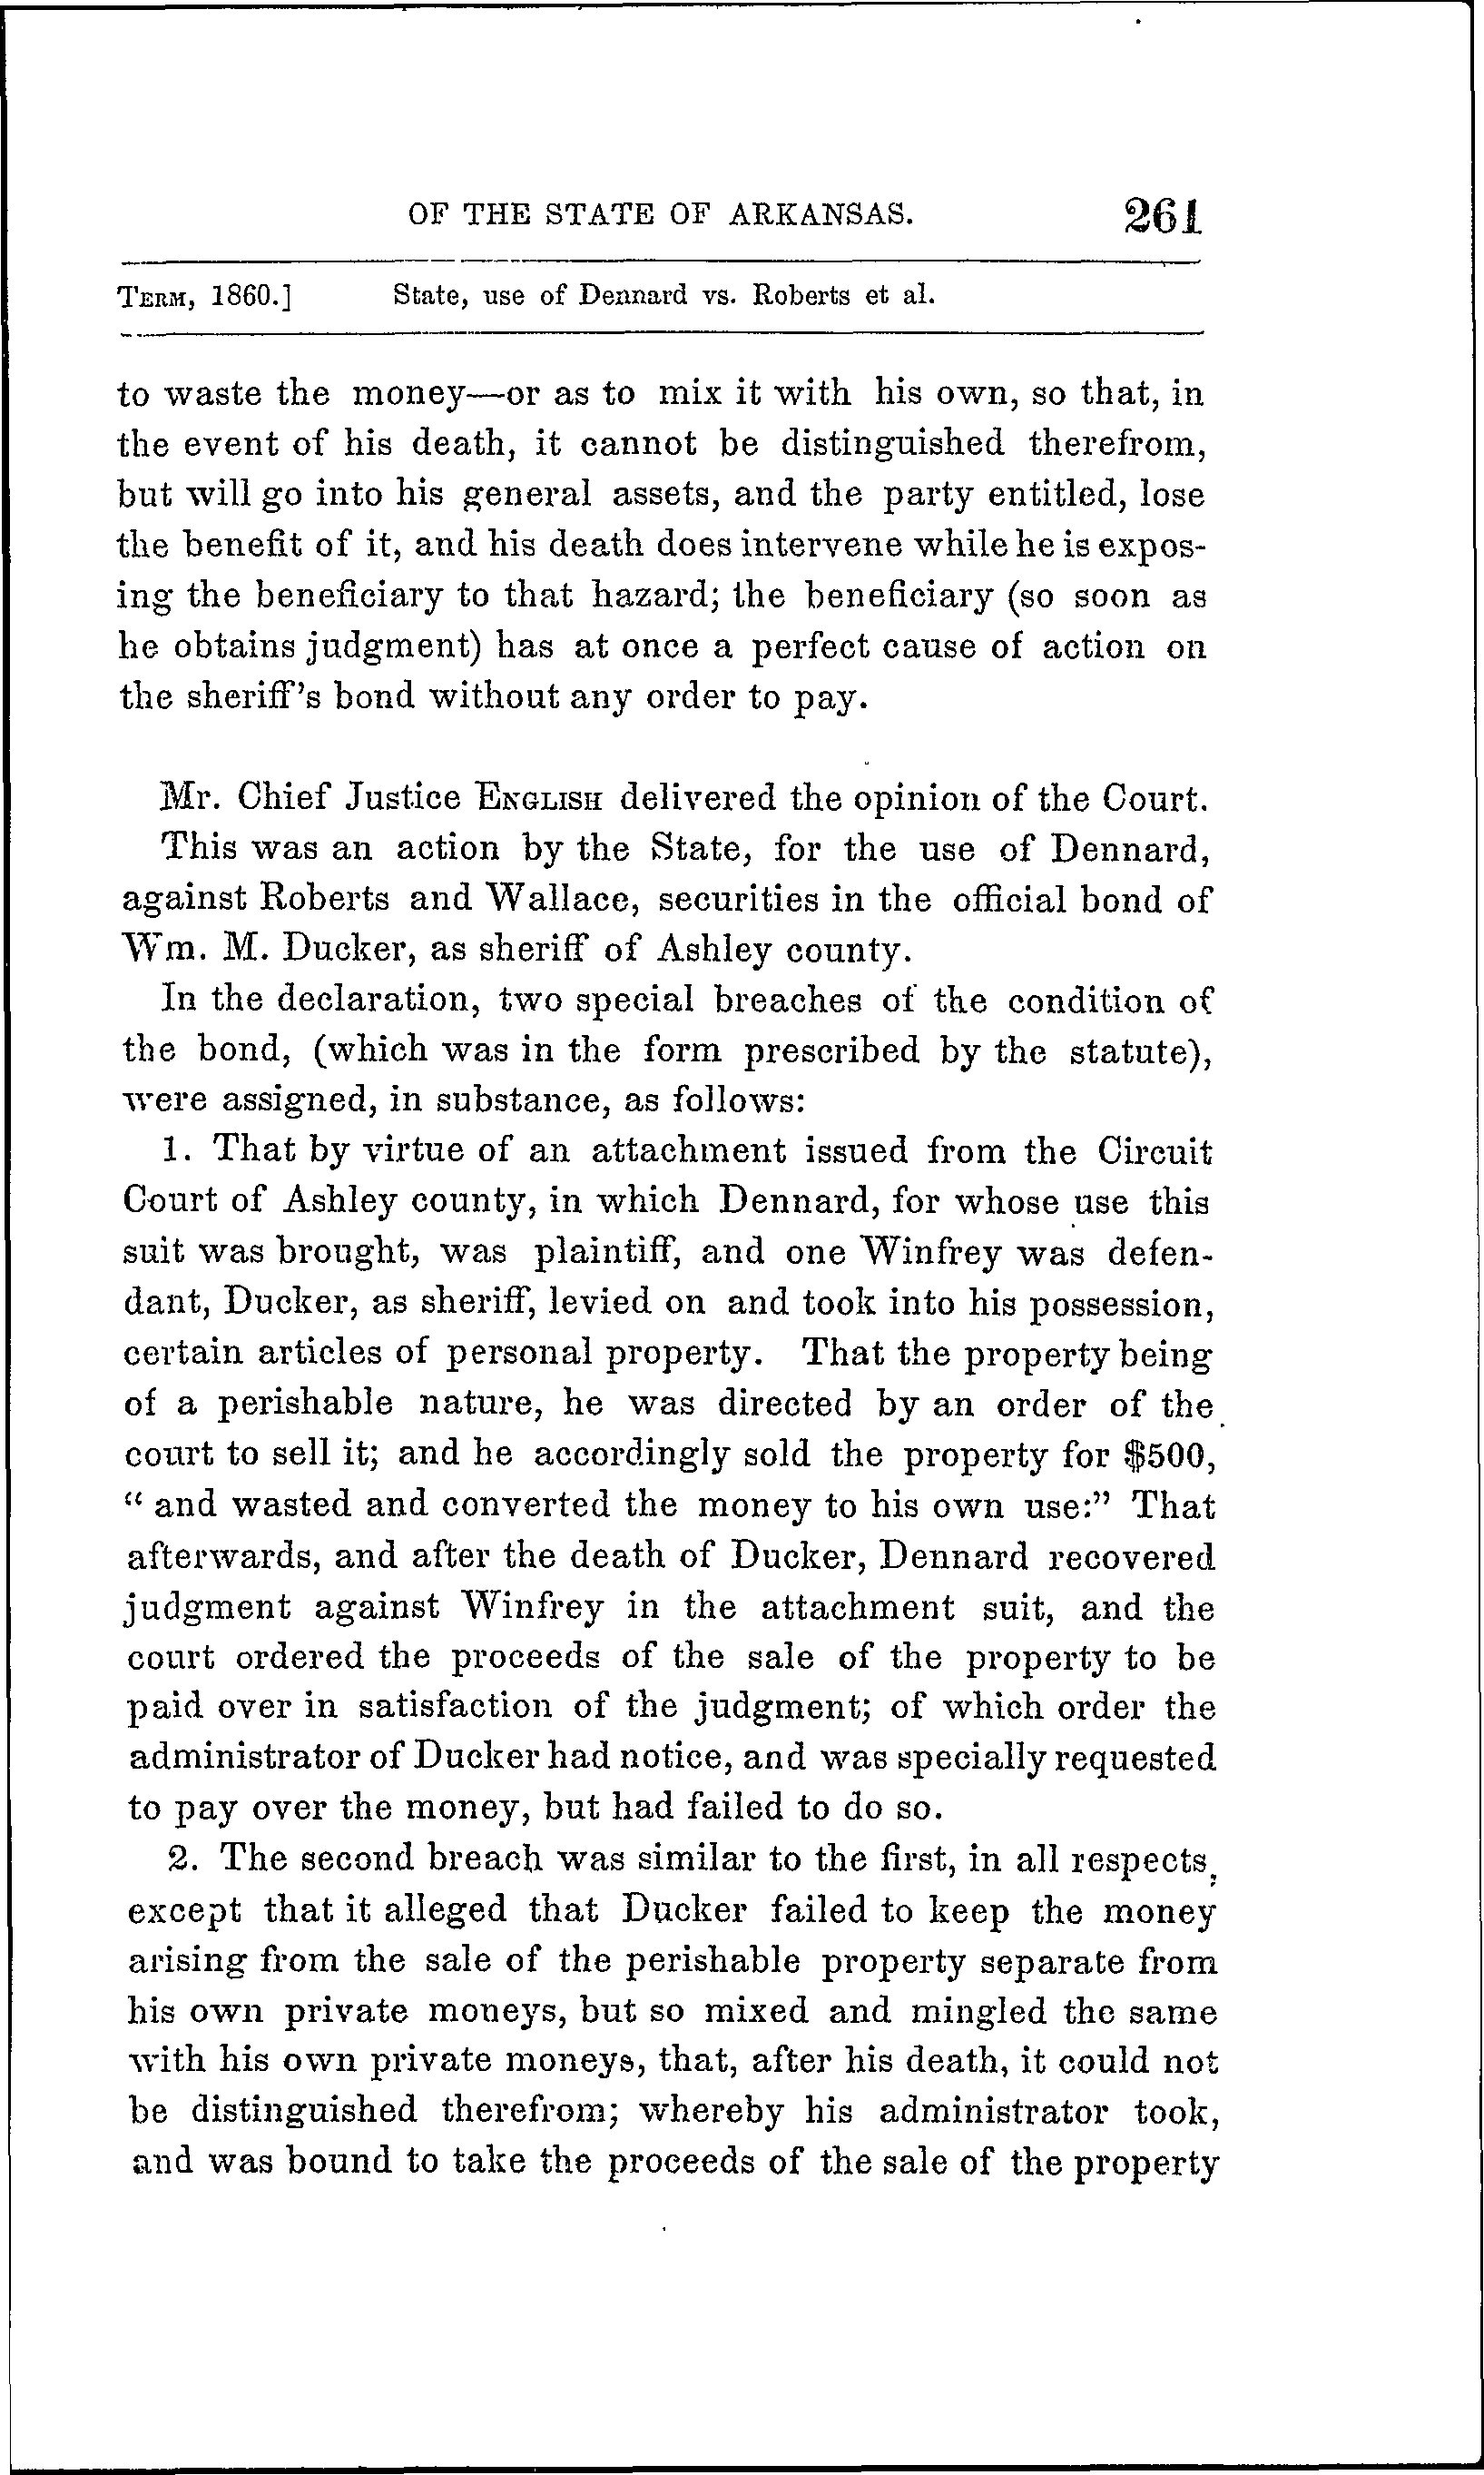 OF THE STATE OF ARKANSAS. 261
TERM, 1860.] State, use of Dennard vs. Roberts et al.
to waste the money—or as to mix it with his own, so that, in
the event of his death, it cannot be distinguished therefrom,
but will go into his general assets, and the party entitled, lose
the benefit of it, and his death does intervene while he is expos-
ing the beneficiary to that hazard; the beneficiary (so soon as
he obtains judgment) has at once a perfect cause of action on
the sheriff's bond without any order to pay.
Mr. Chief Justice ENGLISH delivered the opinion of the Court.
This was an action by the State, for the use of Dennard,
against Roberts and Wallace, securities in the official bond of
Wm. M. Ducker, as sheriff of Ashley county.
In the declaration, two special breaches of the condition of
the bond, (which was in the form prescribed by the statute),
were assigned, in substance, as follows:
1. That by virtue of an attachment issued from the Circuit
Court of Ashley county, in which Dennard, for whose use this
suit was brought, was plaintiff, and one Winfrey was defen-
dant, Ducker, as sheriff, levied on and took into his possession,
certain articles of personal property. That the property being
of a perishable nature, he was directed by an order of the
court to sell it; and he accordingly sold the property for $500,
" and wasted and converted the money to his own use:" That
afterwards, and after the death of Ducker, Dennard recovered
judgment against Winfrey in the attachment suit, and the
court ordered the proceeds of the sale of the property to be
paid over in satisfaction of the judgment; of which order the
administrator of Ducker had notice, and was specially requested
to pay over the money, but had failed to do so.
2. The second breach was similar to the first, in all respects,
except that it alleged that Ducker failed to keep the money
arising from the sale of the perishable property separate from
his own private moneys, but so mixed and mingled the same
with his own private moneys, that, after his death, it could not
be distinguished therefrom; whereby his administrator took,
and was bound to take the proceeds of the sale of the property